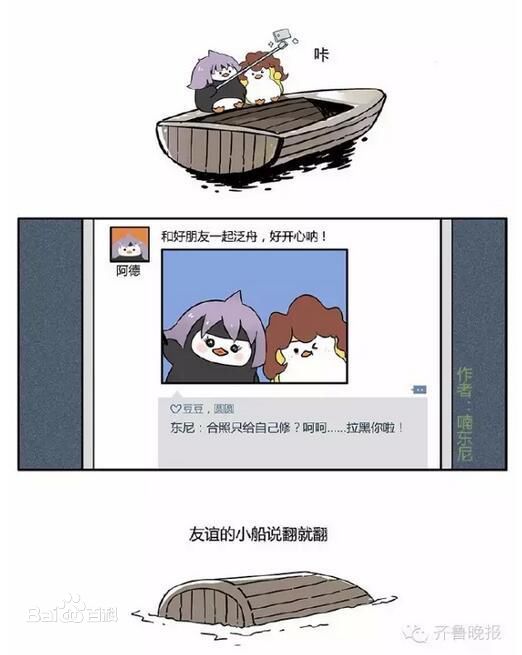 咔
和好朋友一起泛舟，好开心呐！
阿德
豆豆，圆圆
东尼：合照只给自己修？呵呵......拉黑你啦！
作者：喃东尼
友谊的小船说翻就翻
Bai百科
齐鲁晚报